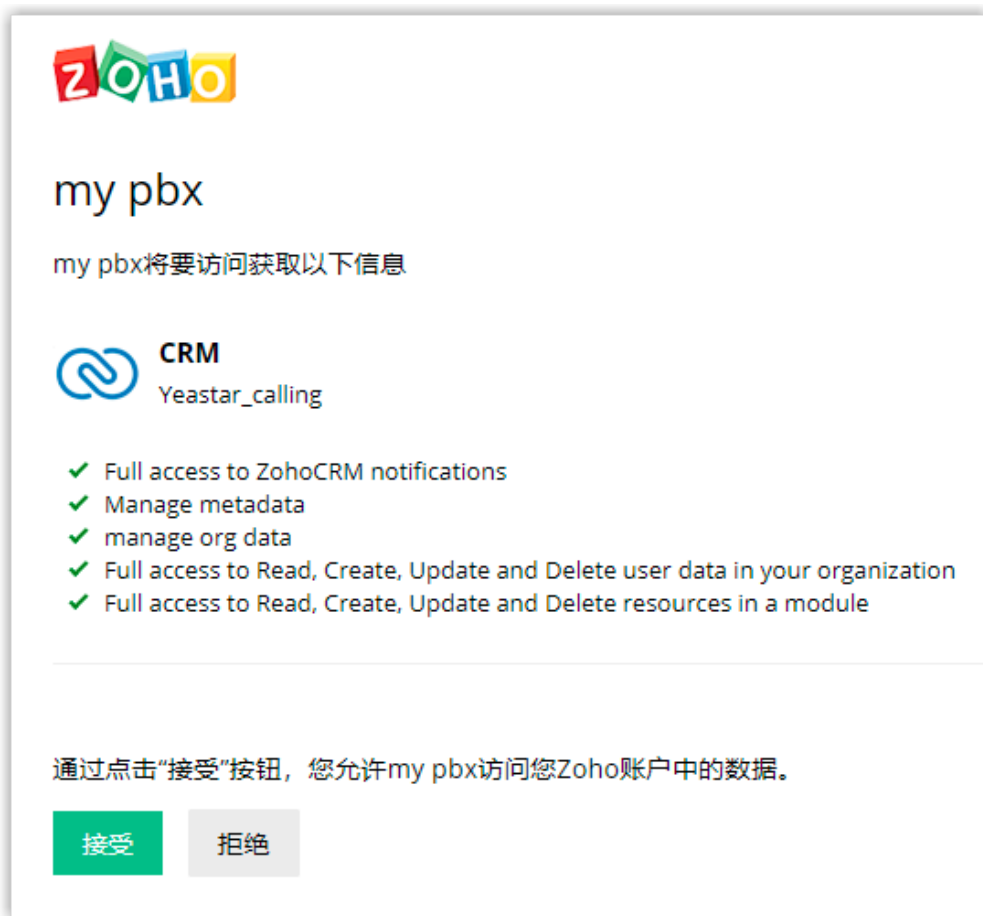 ZOHO
my pbx
my pbx将要访问获取以下信息
CRM
Yeastar_calling
Full access to ZohoCRM notifications
Manage metadata
manage org data
Full access to Read, Create, Update and Delete user data in your organization
Full access to Read, Create, Update and Delete resources in a module
通过点击“接受”按钮，您允许my pbx访问您Zoho账户中的数据。
接受 拒绝